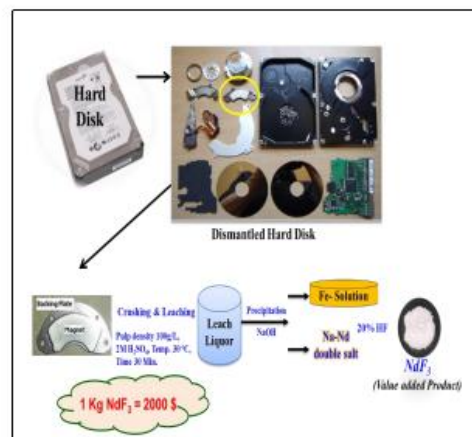 Hard
Disk
Dismantled Hard Disk
Backing Plate
Magnet
Crushing & Leaching
Pulp density 100g/L,
2M H₂SO₄, Temp. 30 °C,
Time 30 Min.
Leach
Liquor
Precipitation
NaOH
Fe- Solution
Na-Nd
double salt
20% HF
NdF₃
(Value added Product)
1 Kg NdF₃ = 2000 $